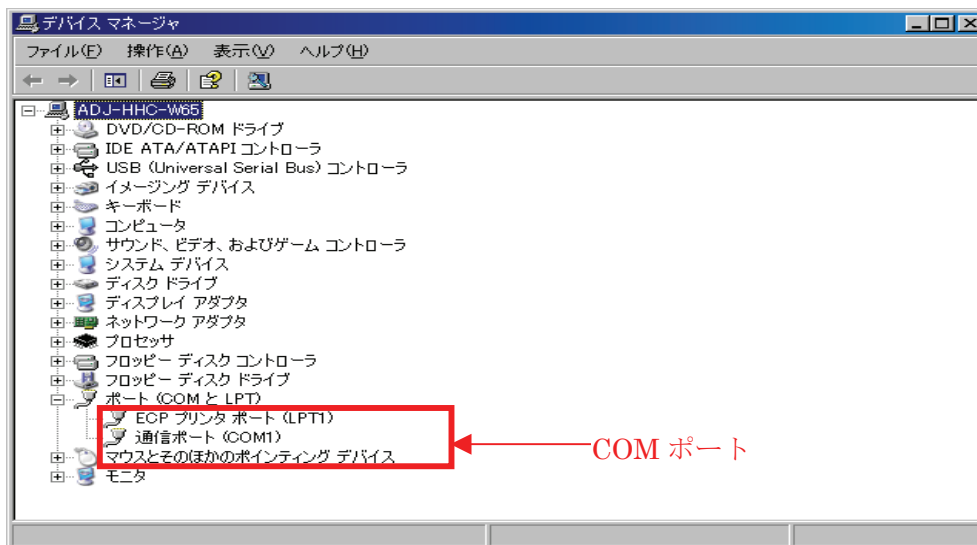 デバイス マネージャ
ファイル(F) 操作(A) 表示(V) ヘルプ(H)
ADJ-HHC-W65
DVD/CD-ROM ドライブ
IDE ATA/ATAPI コントローラ
USB (Universal Serial Bus) コントローラ
イメージング デバイス
キーボード
コンピュータ
サウンド、ビデオ、およびゲーム コントローラ
システム デバイス
ディスク ドライブ
ディスプレイ アダプタ
ネットワーク アダプタ
プロセッサ
フロッピー ディスク コントローラ
フロッピー ディスク ドライブ
ポート (COM と LPT)
ECP プリンタ ポート (LPT1)
通信ポート (COM1)
COM ポート
マウスとそのほかのポインティング デバイス
モニタ